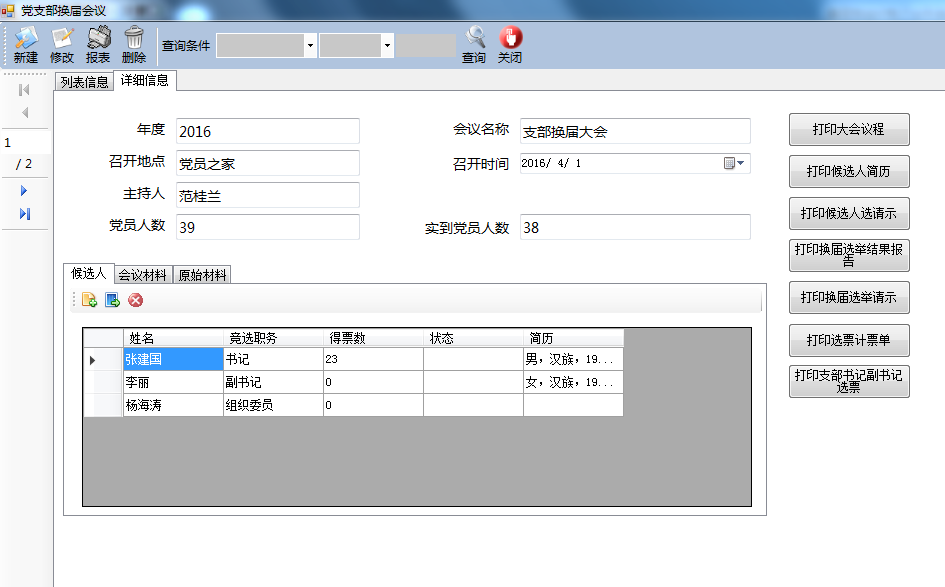 党支部换届会议
新建 修改 报表 删除 查询条件 查询 关闭
列表信息 详细信息
1
/ 2
年度 2016 会议名称 支部换届大会
召开地点 党员之家 召开时间 2016/ 4/ 1
主持人 范桂兰
党员人数 39 实到党员人数 38
候选人 会议材料 原始材料
姓名 竟选职务 得票数 状态 简历
张建国 书记 23 男，汉族，19...
李丽 副书记 0 女，汉族，19...
杨海涛 组织委员 0
打印大会议程
打印候选人简历
打印候选人选请示
打印换届选举结果报
告
打印换届选举请示
打印选票计票单
打印支部书记副书记
选票